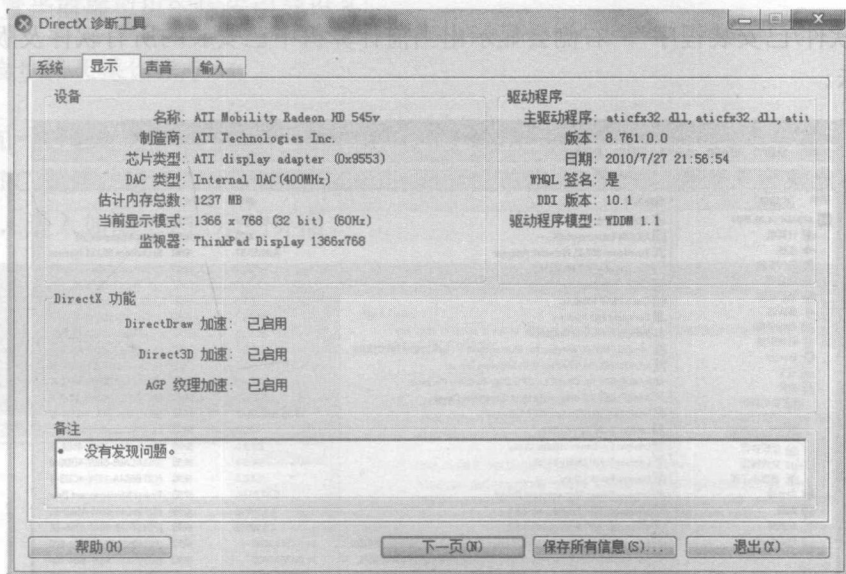 DirectX 诊断工具
系统 显示 声音 输入
设备
名称: ATI Mobility Radeon HD 545v
制造商: ATI Technologies Inc.
芯片类型: ATI display adapter (0x9553)
DAC 类型: Internal DAC(400MHz)
估计内存总数: 1237 MB
当前显示模式: 1366 x 768 (32 bit) (60Hz)
监视器: ThinkPad Display 1366x768
驱动程序
主驱动程序: aticfx32.dll,aticfx32.dll,atiu
版本: 8.761.0.0
日期: 2010/7/27 21:56:54
WHQL 签名: 是
DDI 版本: 10.1
驱动程序模型: WDDM 1.1
DirectX 功能
DirectDraw 加速: 已启用
Direct3D 加速: 已启用
AGP 纹理加速: 已启用
备注
• 没有发现问题。
帮助(H) 下一页(N) 保存所有信息(S)... 退出(X)